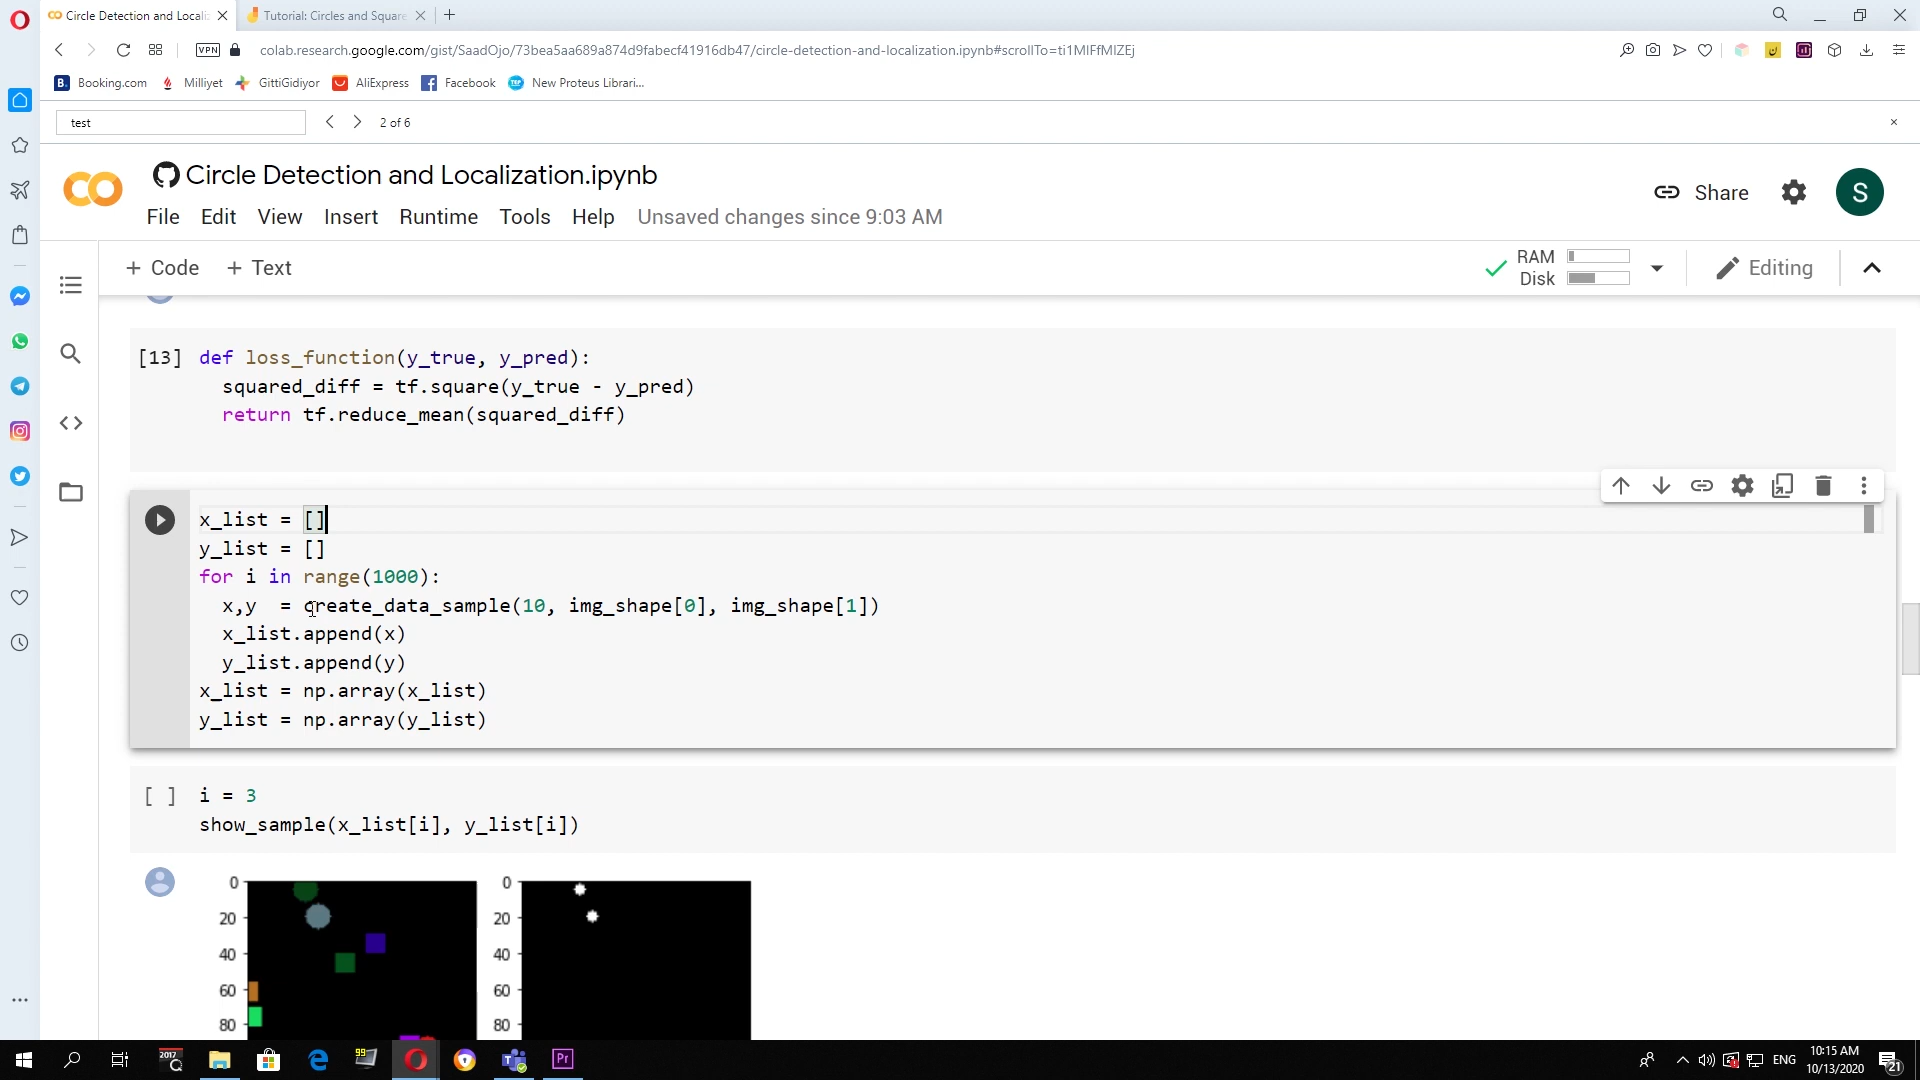 Circle Detection and Locali
Tutorial: Circles and Square
VPN
colab.research.google.com/gist/SaadOjo/73bea5aa689a874d9fabecf41916db47/circle-detection-and-localization.ipynb#scrollTo=ti1MlFfMlZEj
Booking.com Milliyet GittiGidiyor AliExpress Facebook New Proteus Librari...
test 2 of 6
Circle Detection and Localization.ipynb
Share S
File Edit View Insert Runtime Tools Help Unsaved changes since 9:03 AM
+ Code + Text
RAM
Disk
Editing
[13] def loss_function(y_true, y_pred):
squared_diff = tf.square(y_true - y_pred)
return tf.reduce_mean(squared_diff)
x_list = []
y_list = []
for i in range(1000):
x,y = create_data_sample(10, img_shape[0], img_shape[1])
x_list.append(x)
y_list.append(y)
x_list = np.array(x_list)
y_list = np.array(y_list)
[ ] i = 3
show_sample(x_list[i], y_list[i])
0 0
20 20
40 40
60 60
80 80
2017
99
Pr
ENG
10:15 AM
10/13/2020
21